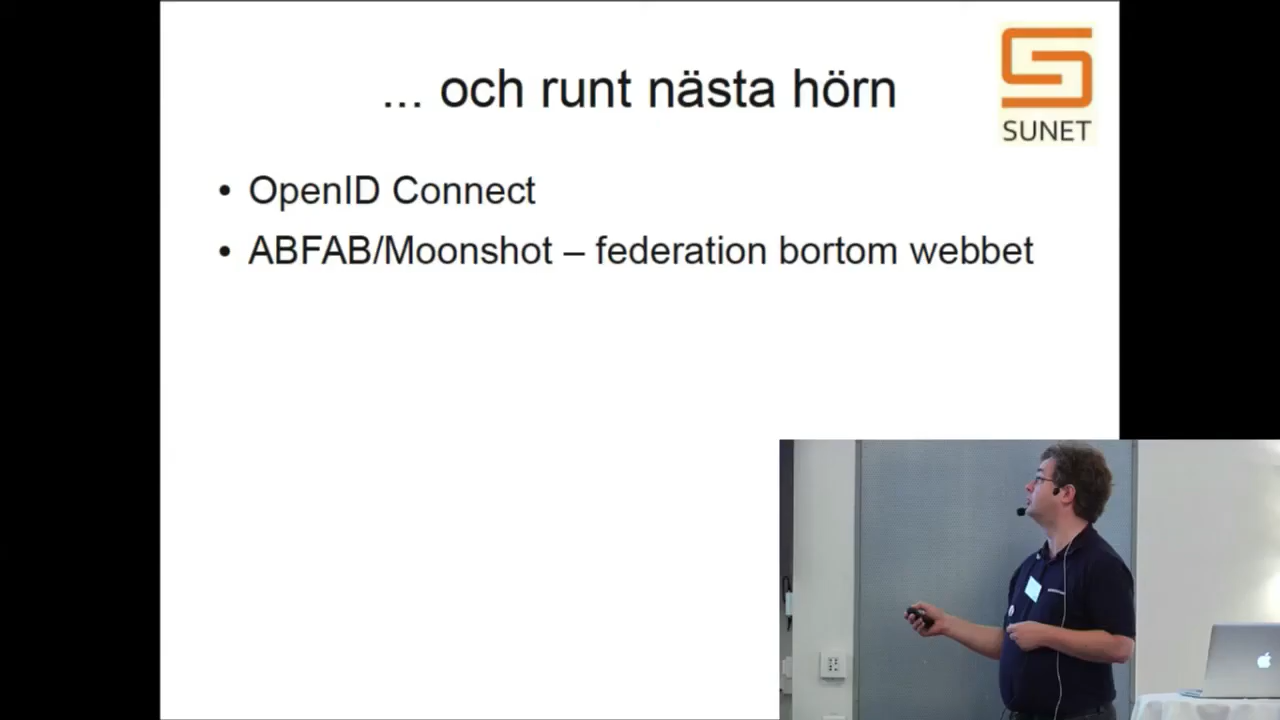 ... och runt nästa hörn
SUNET
• OpenID Connect
• ABFAB/Moonshot – federation bortom webbet